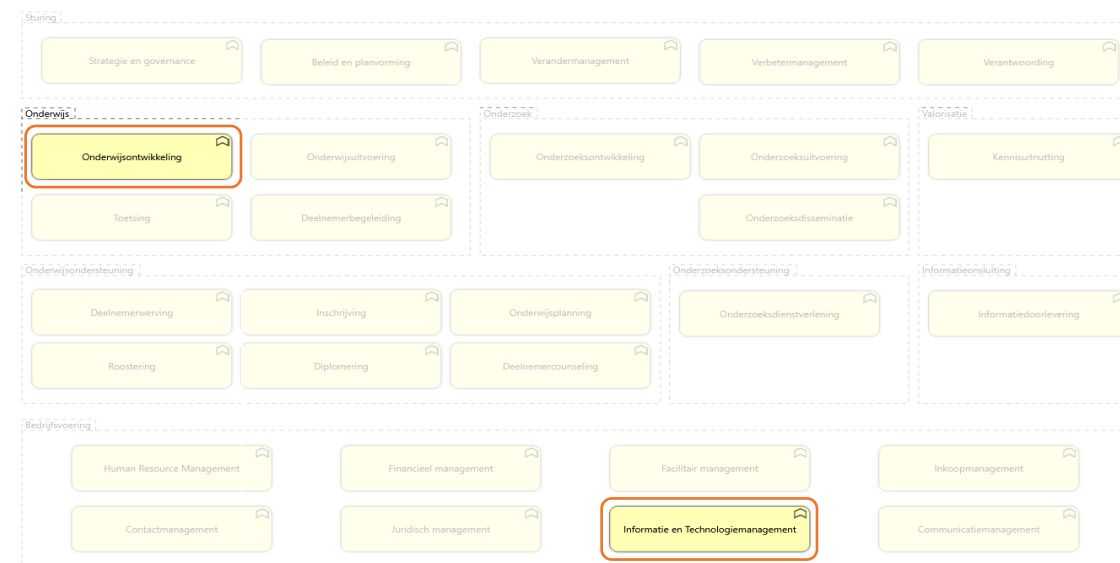 Sturing
Strategie en governance
Beleid en planvorming
Verandermanagement
Verbetermanagement
Verantwoording
Onderwijs
Onderzoek
Valorisatie
Onderwijsontwikkeling
Onderwijsuitvoering
Onderzoeksontwikkeling
Onderzoeksuitvoering
Kennisuitnutting
Toetsing
Deelnemerbegeleiding
Onderzoeksdisseminatie
Onderwijsondersteuning
Onderzoeksondersteuning
Informatieonsluiting
Deelnemerwerving
Inschrijving
Onderwijsplanning
Onderzoeksdienstverlening
Informatiedoorlevering
Roostering
Diplomering
Deelnemercounseling
Bedrijfsvoering
Human Resource Management
Financieel management
Facilitair management
Inkoopmanagement
Contactmanagement
Juridisch management
Informatie en Technologiemanagement
Communicatiemanagement